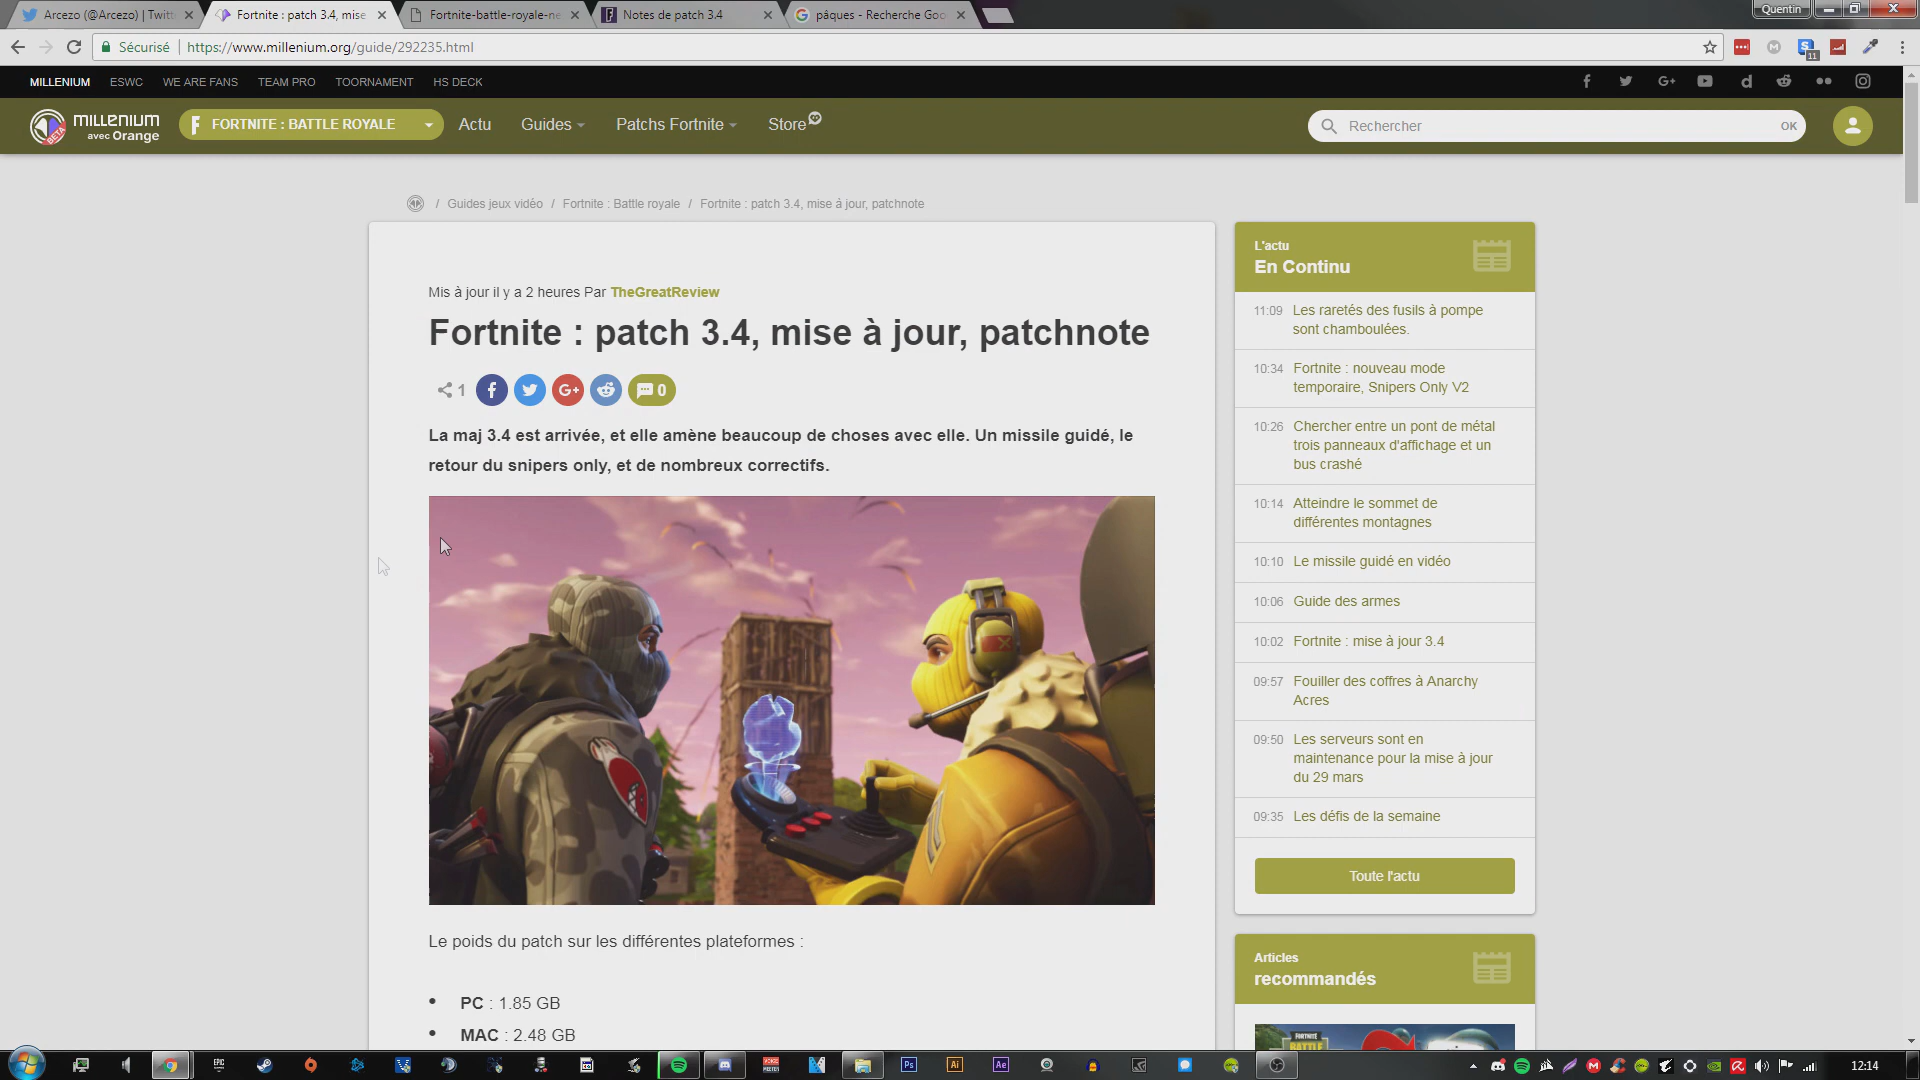 Arcezo (@Arcezo) | Twitt
Fortnite : patch 3.4, mise
Fortnite-battle-royale-ne
Notes de patch 3.4
pâques - Recherche Goo
Quentin
Sécurisé
https://www.millenium.org/guide/292235.html
11
MILLENIUM
ESWC
WE ARE FANS
TEAM PRO
TOORNAMENT
HS DECK
MILLENIUM
avec Orange
BETA
FORTNITE : BATTLE ROYALE
Actu
Guides
Patchs Fortnite
Store
Rechercher
OK
/ Guides jeux vidéo / Fortnite : Battle royale / Fortnite : patch 3.4, mise à jour, patchnote
Mis à jour il y a 2 heures Par TheGreatReview
Fortnite : patch 3.4, mise à jour, patchnote
1
0
La maj 3.4 est arrivée, et elle amène beaucoup de choses avec elle. Un missile guidé, le
retour du snipers only, et de nombreux correctifs.
Le poids du patch sur les différentes plateformes :
• PC : 1.85 GB
• MAC : 2.48 GB
L'actu
En Continu
11:09 Les raretés des fusils à pompe
sont chamboulées.
10:34 Fortnite : nouveau mode
temporaire, Snipers Only V2
10:26 Chercher entre un pont de métal
trois panneaux d'affichage et un
bus crashé
10:14 Atteindre le sommet de
différentes montagnes
10:10 Le missile guidé en vidéo
10:06 Guide des armes
10:02 Fortnite : mise à jour 3.4
09:57 Fouiller des coffres à Anarchy
Acres
09:50 Les serveurs sont en
maintenance pour la mise à jour
du 29 mars
09:35 Les défis de la semaine
Toute l'actu
Articles
recommandés
FORTNITE
BATTLE
Ps
Ai
Ae
12:14